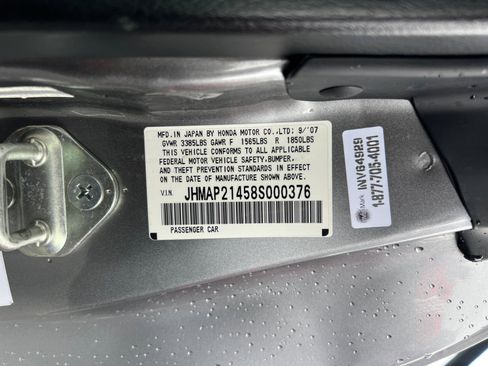 MFD. IN JAPAN BY HONDA MOTOR CO., LTD: 9/'07
GVWR 3385LBS GAWR F 1565LBS R 1850LBS
THIS VEHICLE CONFORMS TO ALL APPLICABLE
FEDERAL MOTOR VEHICLE SAFETY, BUMPER,
AND THEFT PREVENTION STANDARDS IN EFFECT
ON THE DATE OF MANUFACTURE SHOWN ABOVE.
V.I.N. JHMAP21458S000376
PASSENGER CAR
INV64929
1-877-705-4001